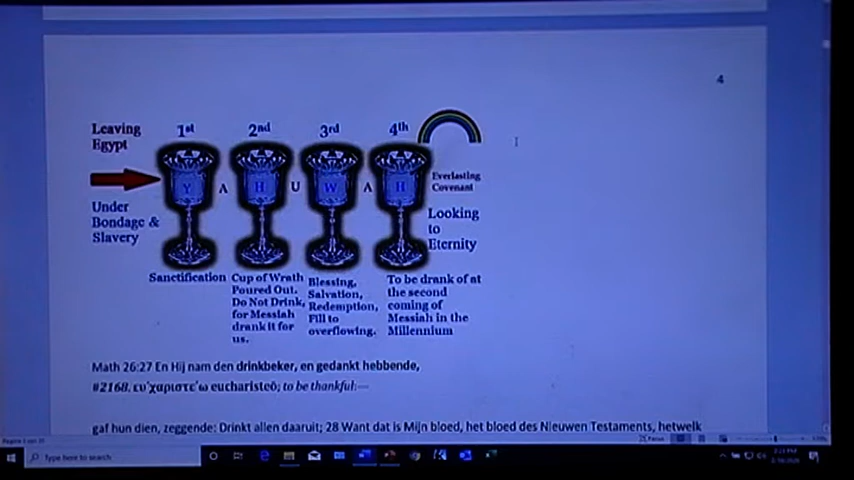 4
Leaving
Egypt
1st 2nd 3rd 4th
Y A H U W A H
Everlasting
Covenant
Under
Bondage &
Slavery
Looking
to
Eternity
Sanctification
Cup of Wrath
Poured Out.
Do Not Drink,
for Messiah
drank it for
us.
Blessing,
Salvation,
Redemption,
Fill to
overflowing.
To be drank of at
the second
coming of
Messiah in the
Millennium
Math 26:27 En Hij nam den drinkbeker, en gedankt hebbende,
#2168. ευʼχαριστεʹω eucharisteō; to be thankful:—
gaf hun dien, zeggende: Drinkt allen daaruit; 28 Want dat is Mijn bloed, het bloed des Nieuwen Testaments, hetwelk
Focus
Type here to search